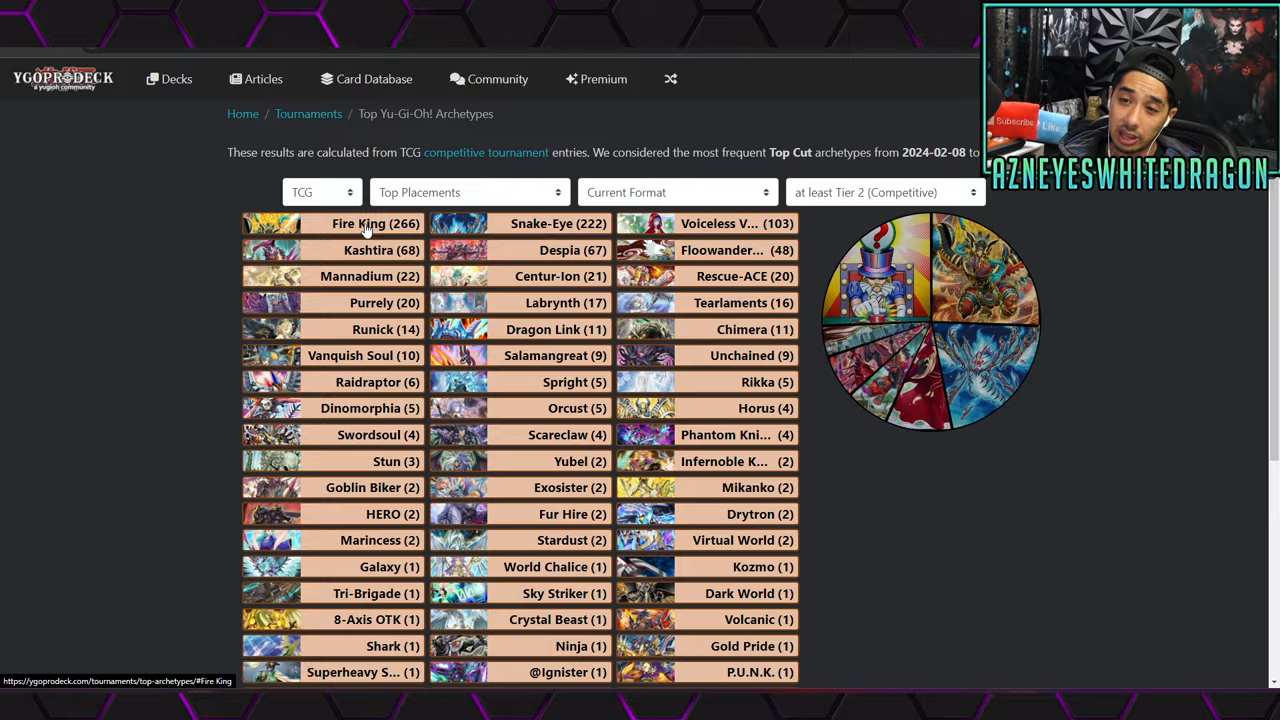 YGOPRODECK
a yugioh community
Decks
Articles
Card Database
Community
Premium
Home / Tournaments / Top Yu-Gi-Oh! Archetypes
These results are calculated from TCG competitive tournament entries. We considered the most frequent Top Cut archetypes from 2024-02-08 to
TCG
Top Placements
Current Format
at least Tier 2 (Competitive)
Fire King (266)
Snake-Eye (222)
Voiceless V... (103)
Kashtira (68)
Despia (67)
Floowander... (48)
Mannadium (22)
Centur-Ion (21)
Rescue-ACE (20)
Purrely (20)
Labrynth (17)
Tearlaments (16)
Runick (14)
Dragon Link (11)
Chimera (11)
Vanquish Soul (10)
Salamangreat (9)
Unchained (9)
Raidraptor (6)
Spright (5)
Rikka (5)
Dinomorphia (5)
Orcust (5)
Horus (4)
Swordsoul (4)
Scareclaw (4)
Phantom Kni... (4)
Stun (3)
Yubel (2)
Infernoble K... (2)
Goblin Biker (2)
Exosister (2)
Mikanko (2)
HERO (2)
Fur Hire (2)
Drytron (2)
Marincess (2)
Stardust (2)
Virtual World (2)
Galaxy (1)
World Chalice (1)
Kozmo (1)
Tri-Brigade (1)
Sky Striker (1)
Dark World (1)
8-Axis OTK (1)
Crystal Beast (1)
Volcanic (1)
Shark (1)
Ninja (1)
Gold Pride (1)
Superheavy S... (1)
@Ignister (1)
P.U.N.K. (1)
https://ygoprodeck.com/tournaments/top-archetypes/#Fire King
Subscribe
Like
AZNEYESWHITEDRAGON
?